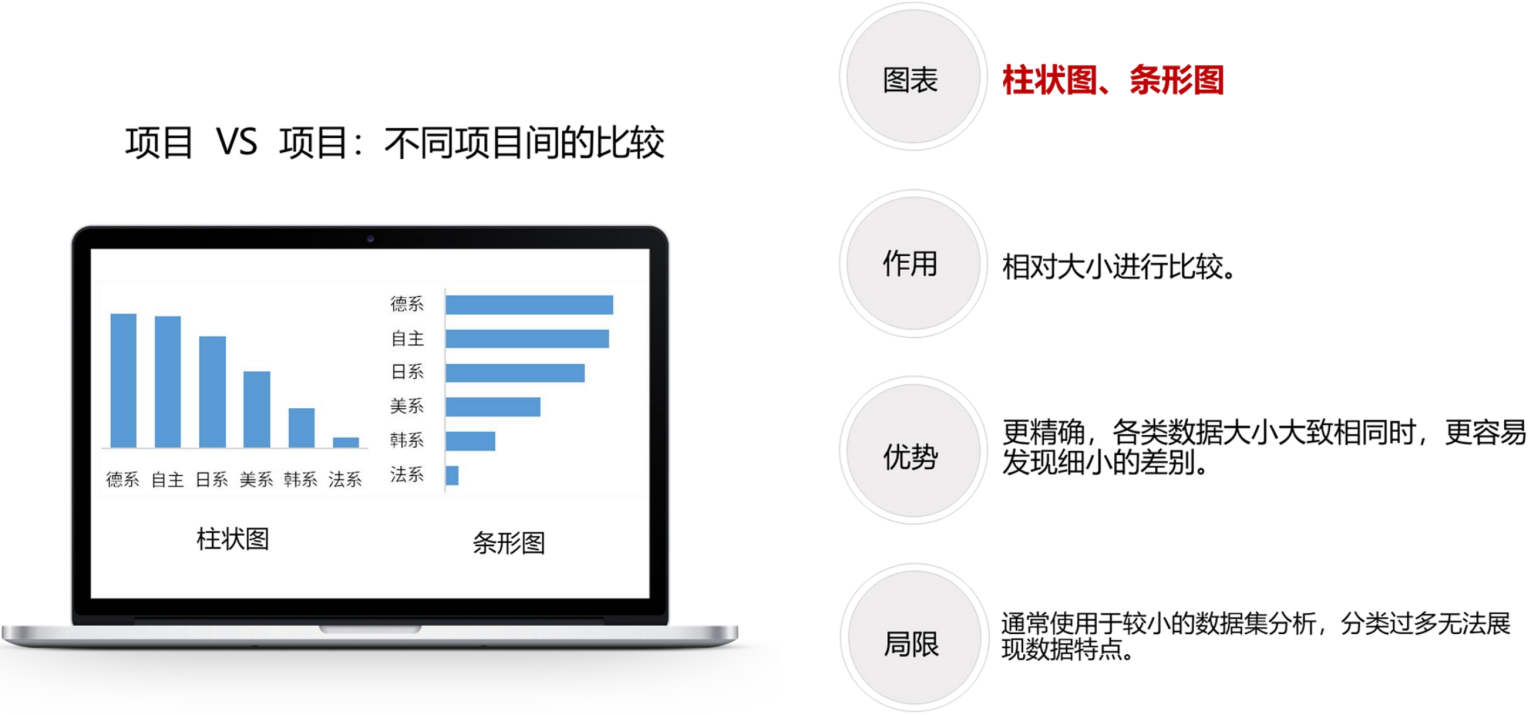 项目 VS 项目：不同项目间的比较
德系 自主 日系 美系 韩系 法系
柱状图
德系
自主
日系
美系
韩系
法系
条形图
图表
柱状图、条形图
作用
相对大小进行比较。
优势
更精确，各类数据大小大致相同时，更容易
发现细小的差别。
局限
通常使用于较小的数据集分析，分类过多无法展
现数据特点。